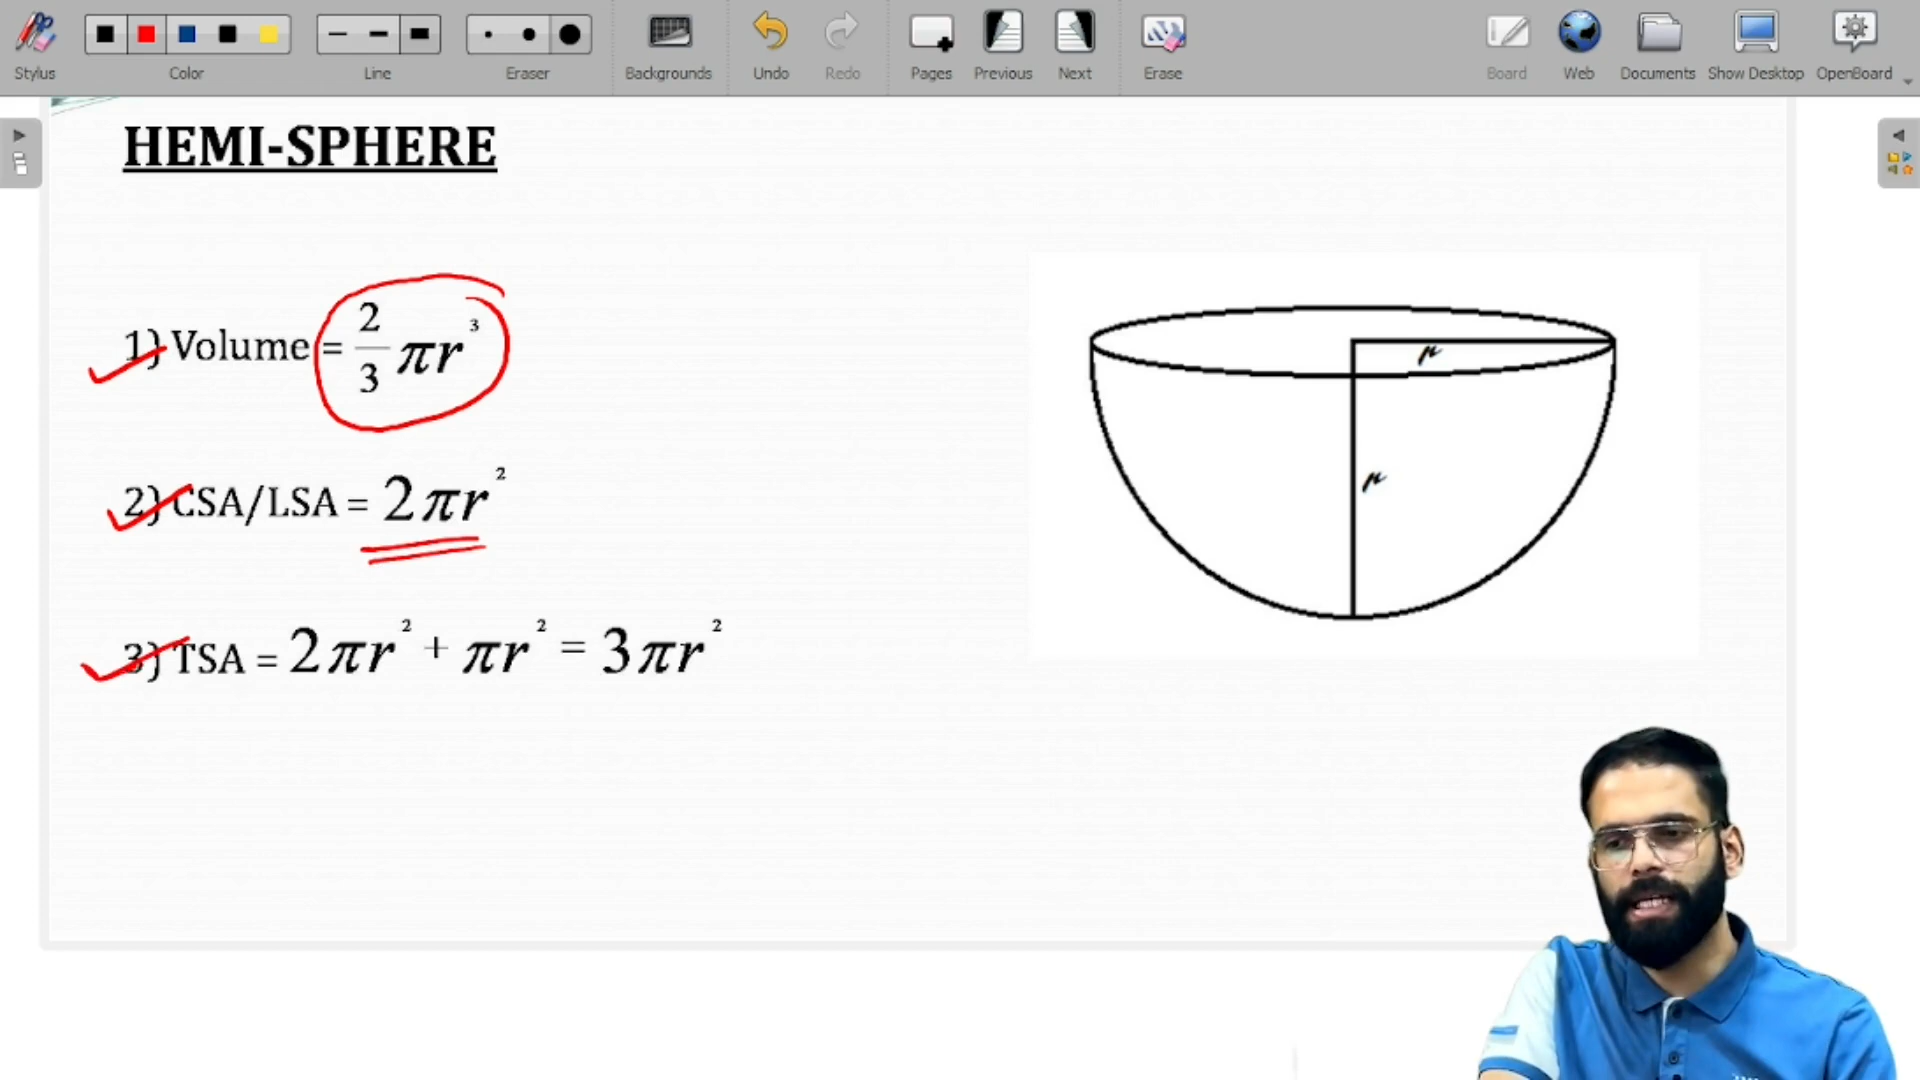 Stylus
Color
Line
Eraser
Backgrounds
Undo
Redo
Pages
Previous
Next
Erase
Board
Web
Documents
Show Desktop
OpenBoard
HEMI-SPHERE
1) Volume = 2/3 πr³
2) CSA/LSA = 2πr²
3) TSA = 2πr² + πr² = 3πr²
r
r